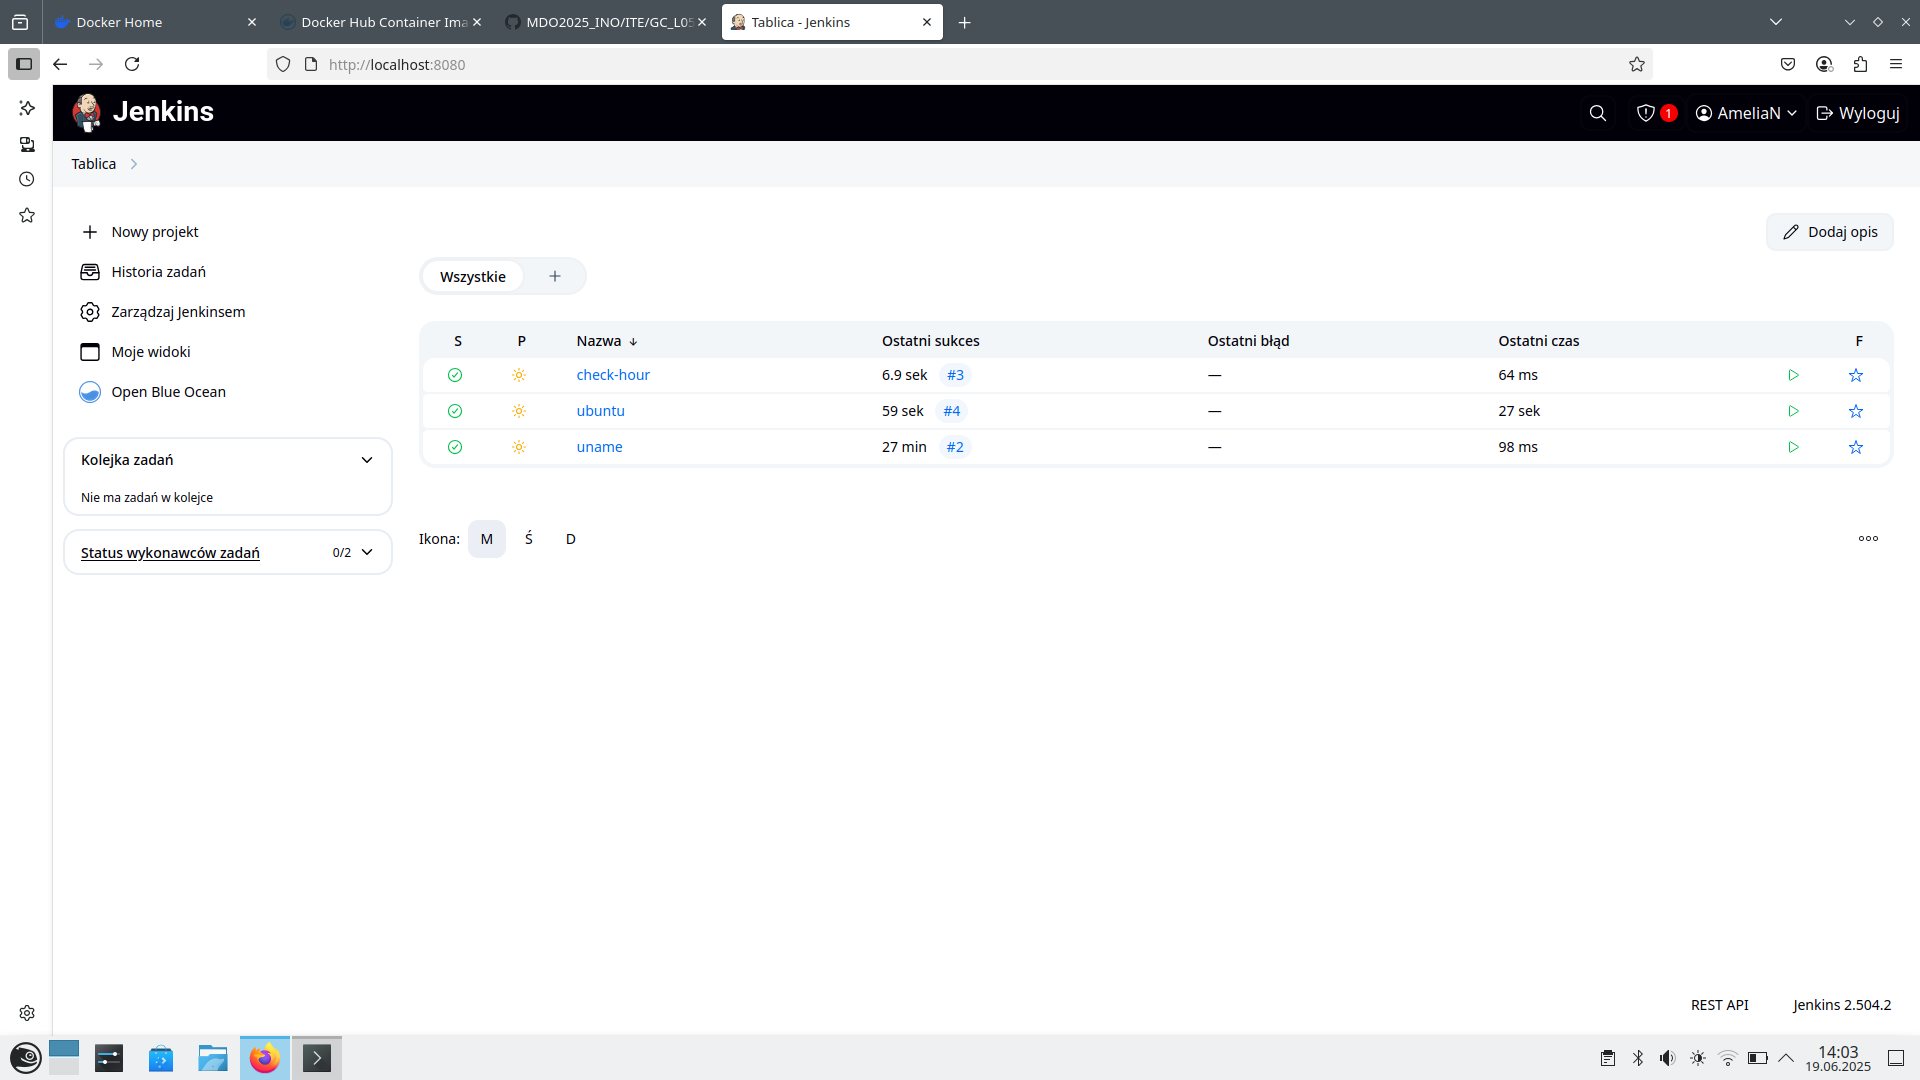 Docker Home
Docker Hub Container Ima
MDO2025_INO/ITE/GC_L05
Tablica - Jenkins
http://localhost:8080
Jenkins
1
AmeliaN
Wyloguj
Tablica
Nowy projekt
Historia zadań
Zarządzaj Jenkinsem
Moje widoki
Open Blue Ocean
Kolejka zadań
Nie ma zadań w kolejce
Status wykonawców zadań 0/2
Dodaj opis
Wszystkie +
S P Nazwa ↓ Ostatni sukces Ostatni błąd Ostatni czas F
check-hour 6.9 sek #3 — 64 ms
ubuntu 59 sek #4 — 27 sek
uname 27 min #2 — 98 ms
Ikona: M Ś D
REST API Jenkins 2.504.2
14:03
19.06.2025